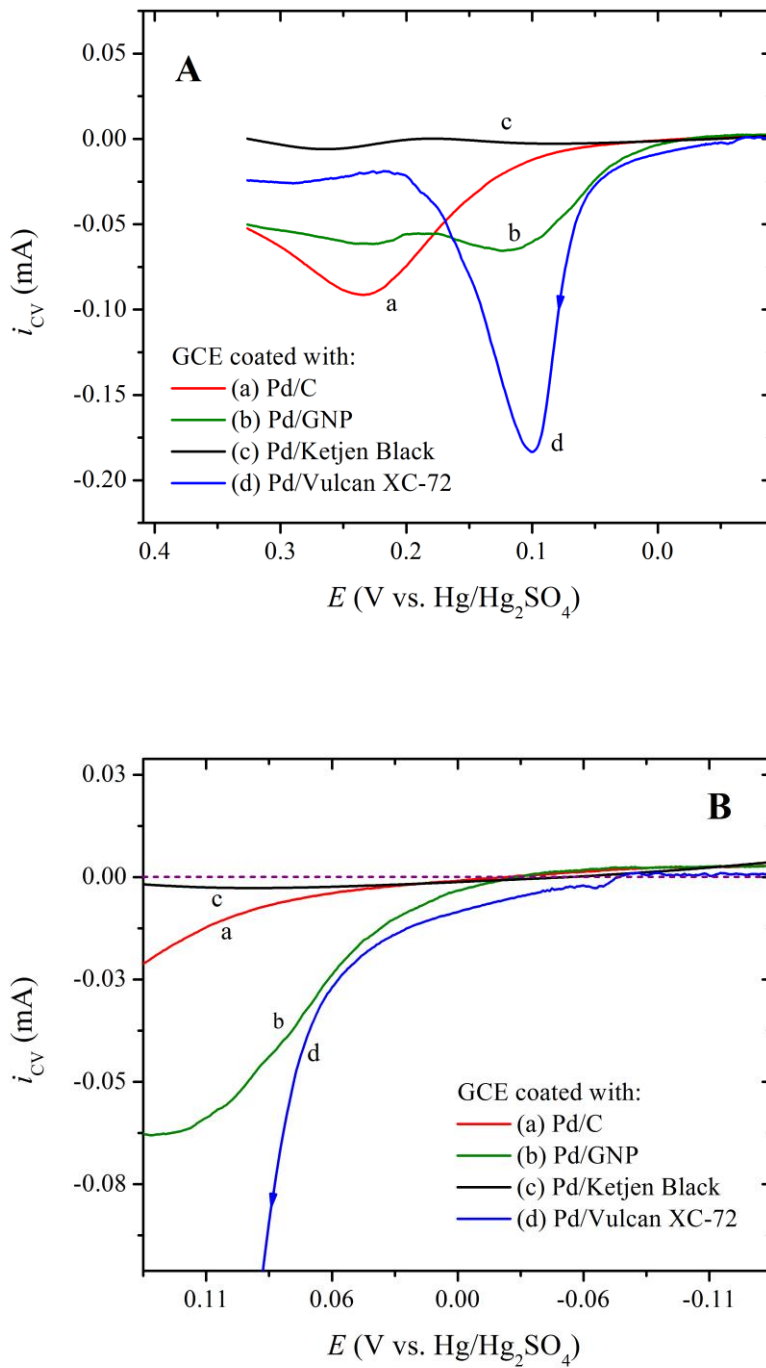 A
0.05
0.00
-0.05
-0.10
-0.15
-0.20
i_CV (mA)
c
b
a
d
GCE coated with:
(a) Pd/C
(b) Pd/GNP
(c) Pd/Ketjen Black
(d) Pd/Vulcan XC-72
0.4 0.3 0.2 0.1 0.0
E (V vs. Hg/Hg₂SO₄)
B
0.03
0.00
-0.03
-0.05
-0.08
i_CV (mA)
c
a
b
d
GCE coated with:
(a) Pd/C
(b) Pd/GNP
(c) Pd/Ketjen Black
(d) Pd/Vulcan XC-72
0.11 0.06 0.00 -0.06 -0.11
E (V vs. Hg/Hg₂SO₄)